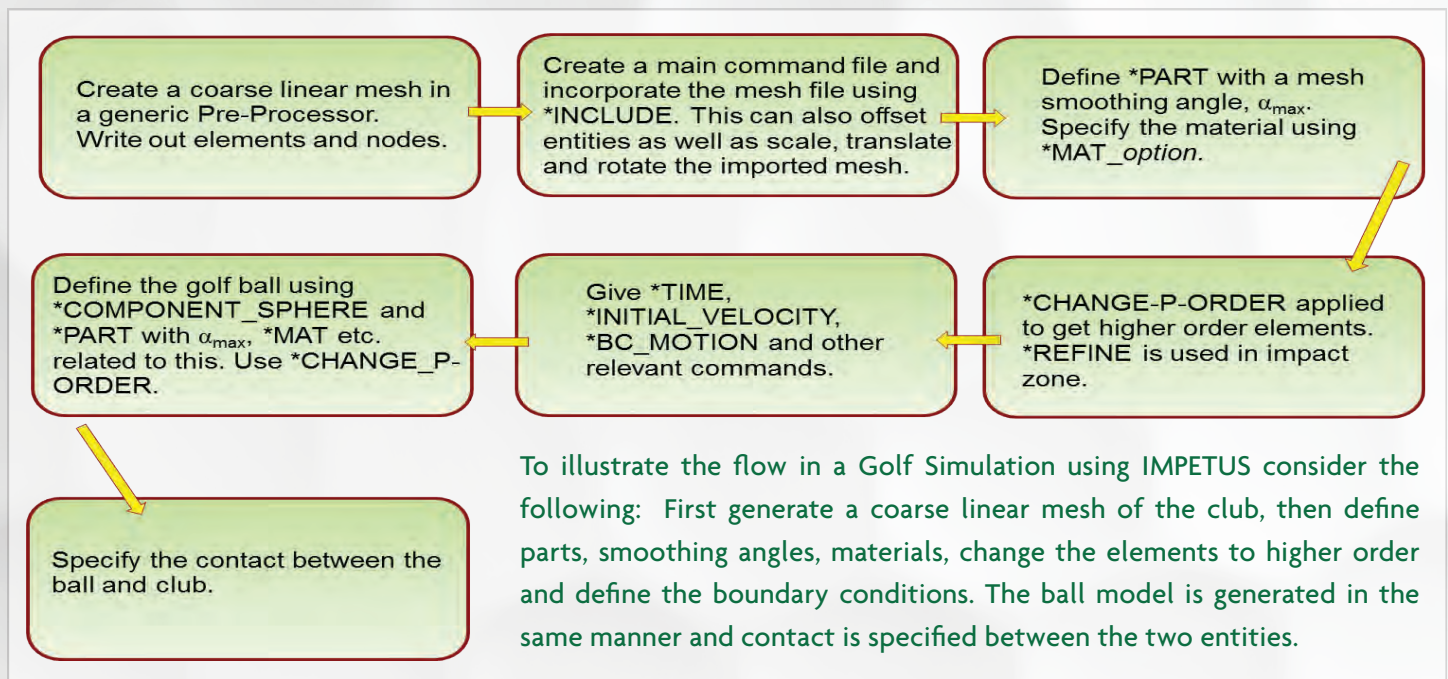 Create a coarse linear mesh in
a generic Pre-Processor.
Write out elements and nodes.
Create a main command file and
incorporate the mesh file using
*INCLUDE. This can also offset
entities as well as scale, translate
and rotate the imported mesh.
Define *PART with a mesh
smoothing angle, αmax.
Specify the material using
*MAT_option.
*CHANGE-P-ORDER applied
to get higher order elements.
*REFINE is used in impact
zone.
Give *TIME,
*INITIAL_VELOCITY,
*BC_MOTION and other
relevant commands.
Define the golf ball using
*COMPONENT_SPHERE and
*PART with αmax, *MAT etc.
related to this. Use *CHANGE_P-
ORDER.
Specify the contact between the
ball and club.
To illustrate the flow in a Golf Simulation using IMPETUS consider the
following: First generate a coarse linear mesh of the club, then define
parts, smoothing angles, materials, change the elements to higher order
and define the boundary conditions. The ball model is generated in the
same manner and contact is specified between the two entities.